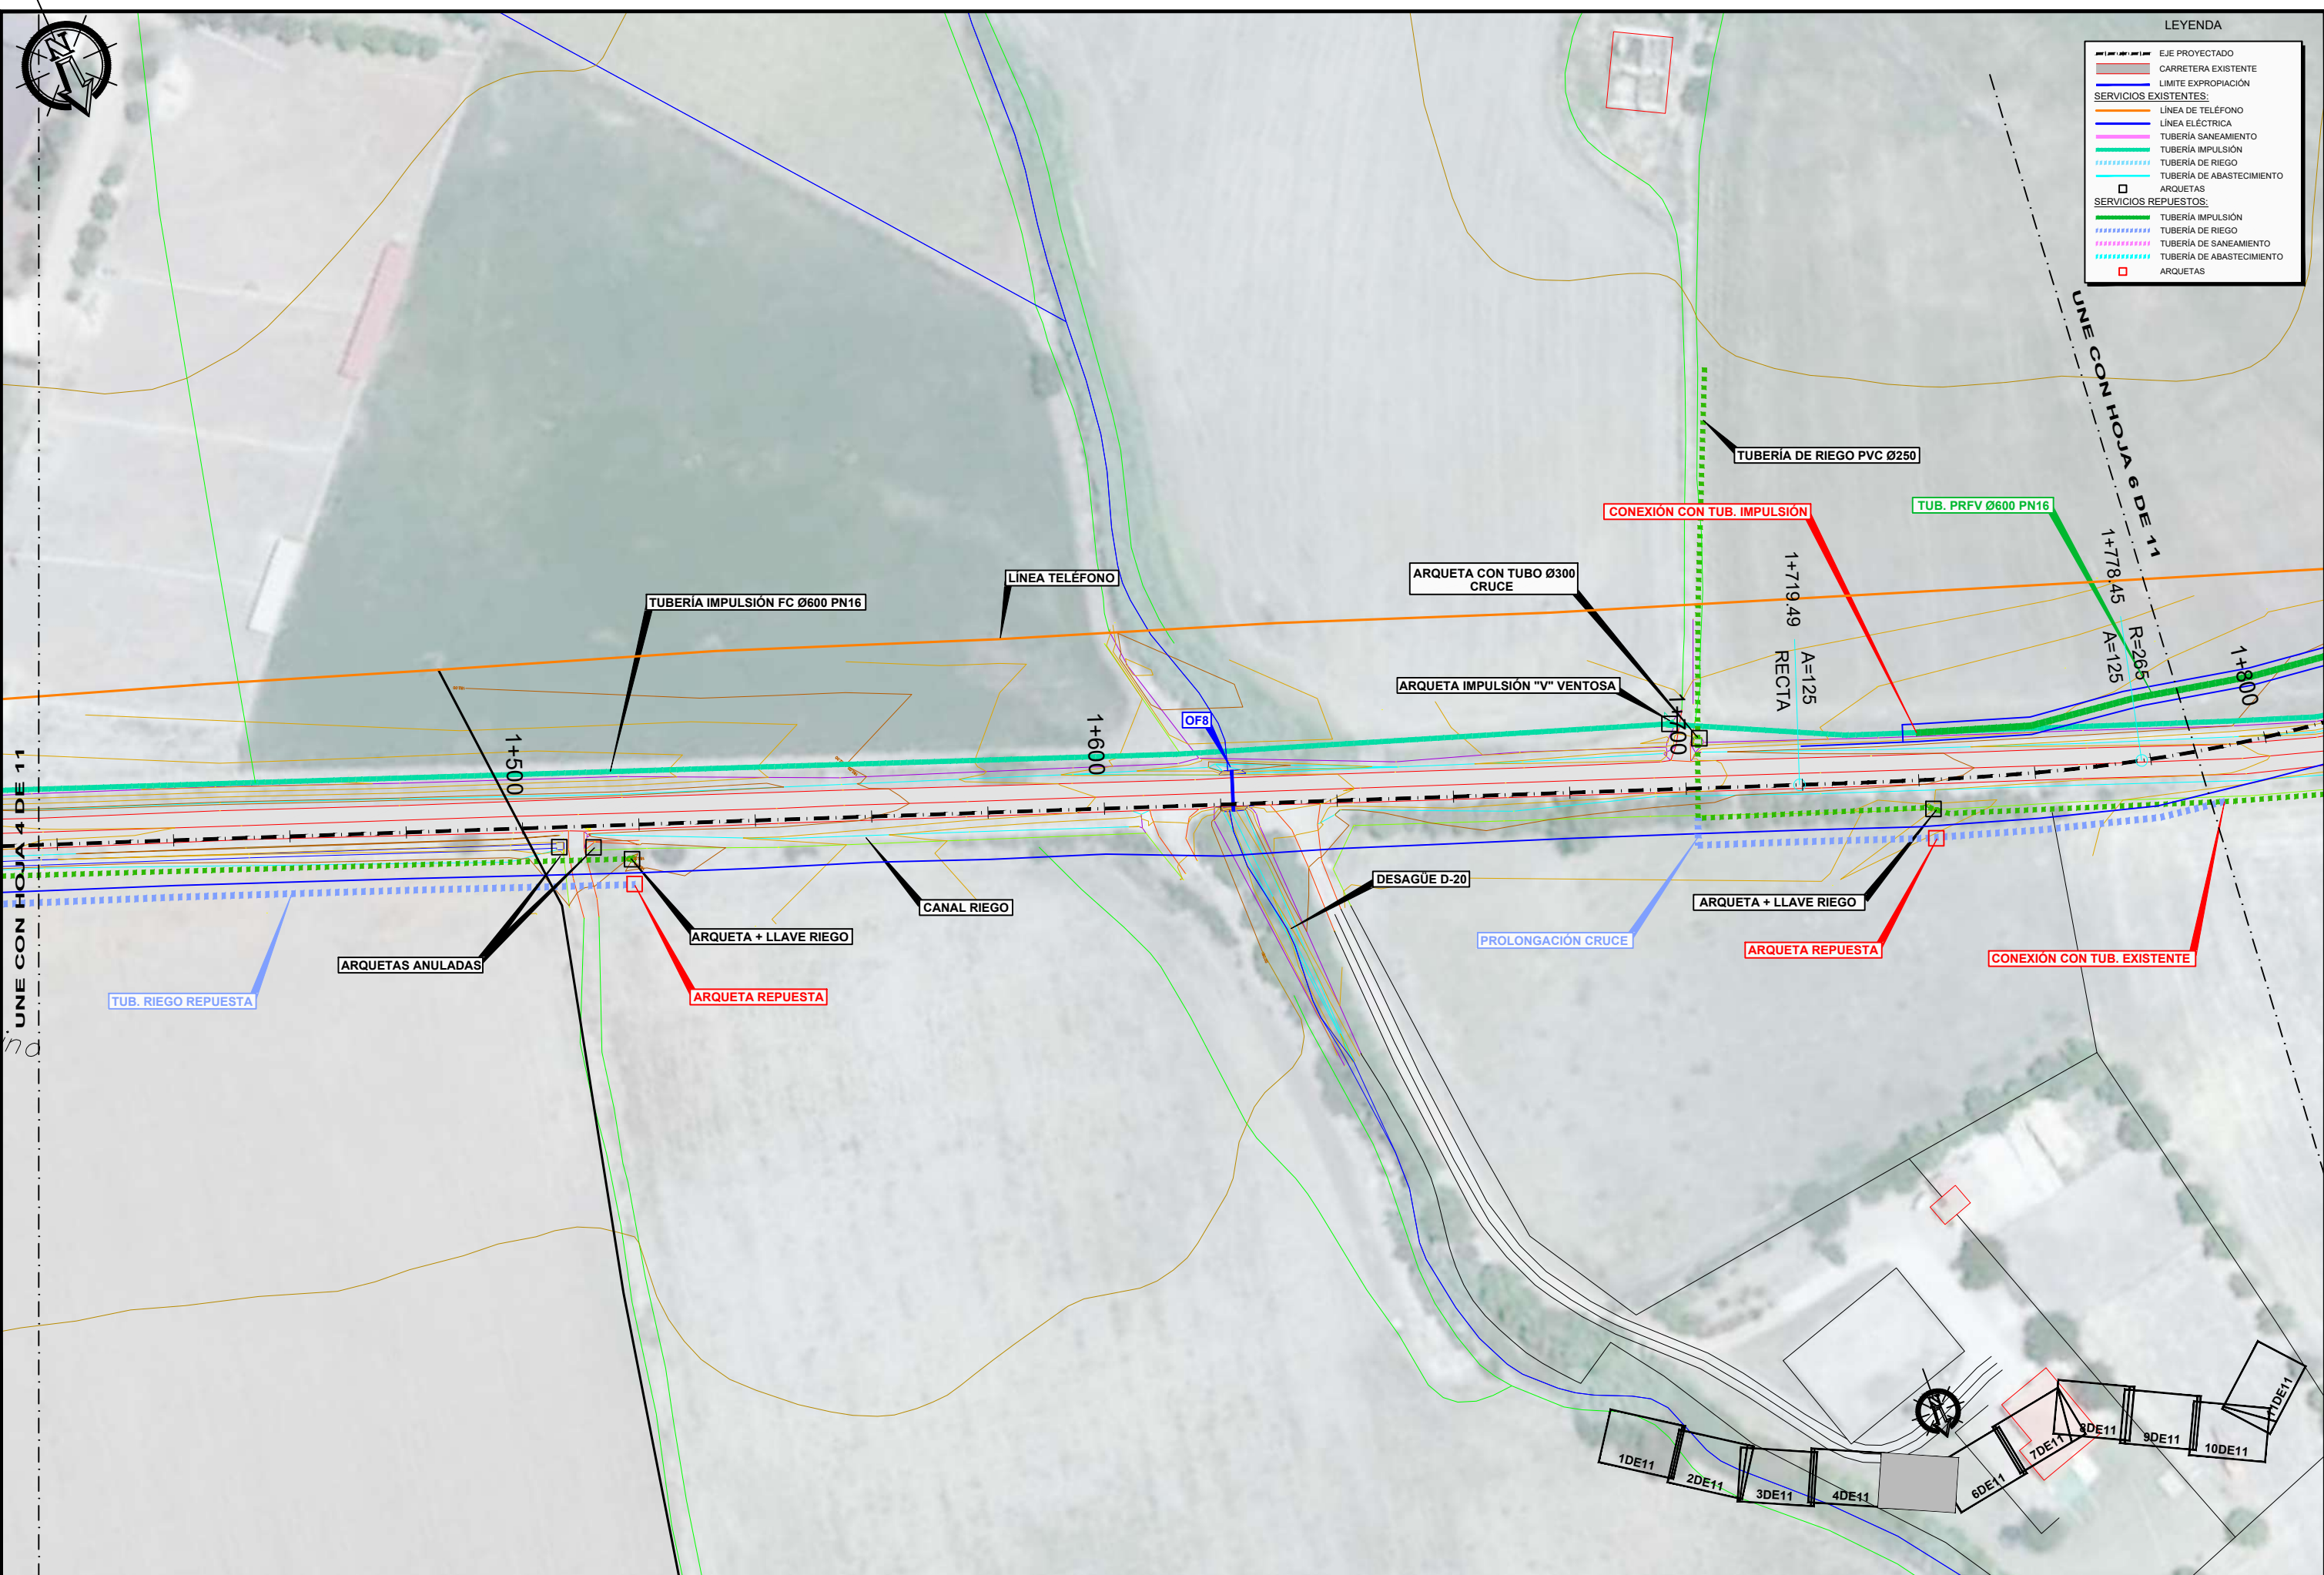 N
LEYENDA
EJE PROYECTADO
CARRETERA EXISTENTE
LIMITE EXPROPIACIÓN
SERVICIOS EXISTENTES:
LÍNEA DE TELÉFONO
LÍNEA ELÉCTRICA
TUBERÍA SANEAMIENTO
TUBERÍA IMPULSIÓN
TUBERÍA DE RIEGO
TUBERÍA DE ABASTECIMIENTO
ARQUETAS
SERVICIOS REPUESTOS:
TUBERÍA IMPULSIÓN
TUBERÍA DE RIEGO
TUBERÍA DE SANEAMIENTO
TUBERÍA DE ABASTECIMIENTO
ARQUETAS
UNE CON HOJA 6 DE 11
TUBERÍA DE RIEGO PVC Ø250
CONEXIÓN CON TUB. IMPULSIÓN
TUB. PRFV Ø600 PN16
LÍNEA TELÉFONO
ARQUETA CON TUBO Ø300
CRUCE
TUBERÍA IMPULSIÓN FC Ø600 PN16
1+719.49
RECTA
A=125
1+778.45
A=125
R=265
ARQUETA IMPULSIÓN "V" VENTOSA
OF8
1+500
1+600
1+700
1+800
UNE CON HOJA 4 DE 11
DESAGÜE D-20
CANAL RIEGO
ARQUETA + LLAVE RIEGO
ARQUETA + LLAVE RIEGO
PROLONGACIÓN CRUCE
ARQUETA REPUESTA
CONEXIÓN CON TUB. EXISTENTE
ARQUETAS ANULADAS
TUB. RIEGO REPUESTA
ARQUETA REPUESTA
1DE11
2DE11
3DE11
4DE11
6DE11
7DE11
8DE11
9DE11
10DE11
11DE11